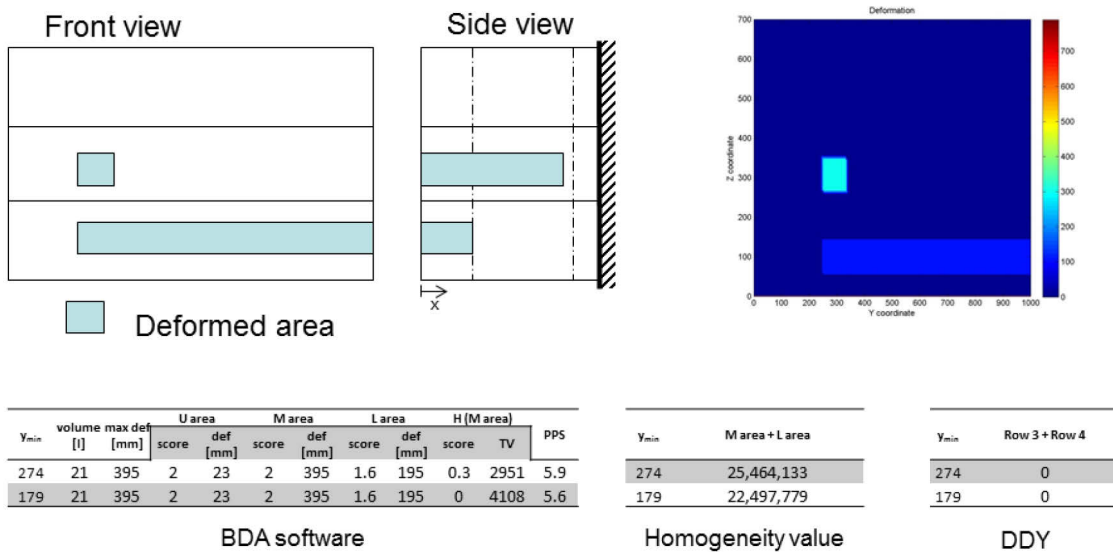 Front view
Side view
x
Deformed area
Deformation
700
600
500
400
300
200
100
0
Z coordinate
0 100 200 300 400 500 600 700 800 900 1000
Y coordinate
700
600
500
400
300
200
100
0
ymin volume [l] max def [mm] U area M area L area H (M area) PPS
score def [mm] score def [mm] score def [mm] score TV
274 21 395 2 23 2 395 1.6 195 0.3 2951 5.9
179 21 395 2 23 2 395 1.6 195 0 4108 5.6
BDA software
ymin M area + L area
274 25,464,133
179 22,497,779
Homogeneity value
ymin Row 3 + Row 4
274 0
179 0
DDY